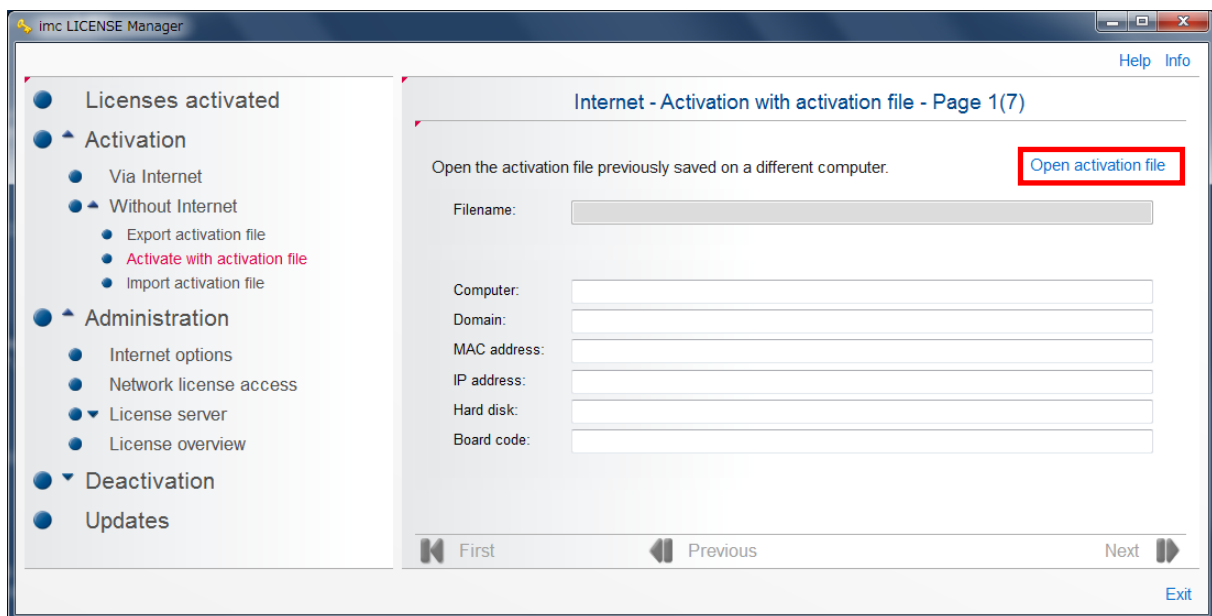 imc LICENSE Manager
Help Info
Licenses activated
Activation
Via Internet
Without Internet
Export activation file
Activate with activation file
Import activation file
Administration
Internet options
Network license access
License server
License overview
Deactivation
Updates
Internet - Activation with activation file - Page 1(7)
Open the activation file previously saved on a different computer. Open activation file
Filename:
Computer:
Domain:
MAC address:
IP address:
Hard disk:
Board code:
First Previous Next
Exit